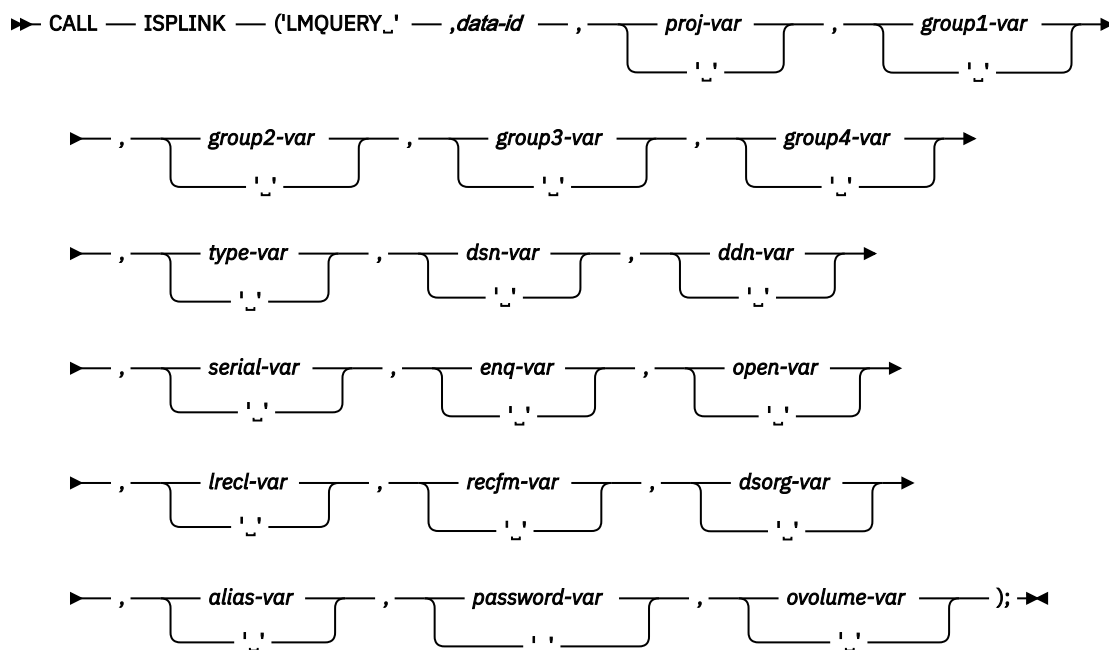 CALL ISPLINK ('LMQUERY␣' ,data-id , proj-var , group1-var
'␣' '␣'
, group2-var , group3-var , group4-var
'␣' '␣' '␣'
, type-var , dsn-var , ddn-var
'␣' '␣' '␣'
, serial-var , enq-var , open-var
'␣' '␣' '␣'
, lrecl-var , recfm-var , dsorg-var
'␣' '␣' '␣'
, alias-var , password-var , ovolume-var );
'␣' ' ' '␣'